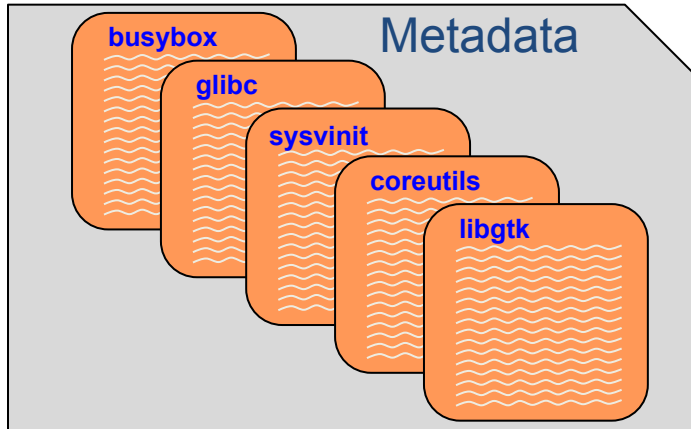 Metadata
busybox
glibc
sysvinit
coreutils
libgtk